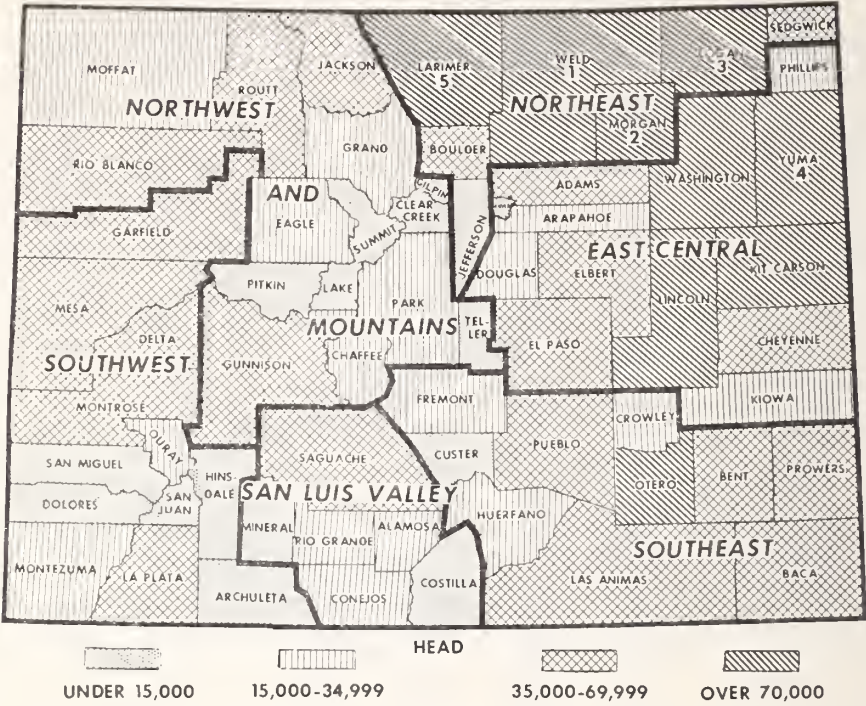 SEDGWICK
JACKSON
LARIMER
5
WELD
1
LOGAN
3
PHILLIPS
MOFFAT
ROUTT
NORTHWEST
NORTHEAST
MORGAN
2
GRAND
BOULDER
YUMA
4
RIO BLANCO
WASHINGTON
GILPIN
ADAMS
AND
EAGLE
CLEAR
CREEK
ARAPAHOE
GARFIELD
SUMMIT
JEFFERSON
EAST CENTRAL
DOUGLAS
ELBERT
KIT CARSON
PITKIN
LAKE
PARK
LINCOLN
MESA
MOUNTAINS
TEL-
LER
DELTA
EL PASO
CHEYENNE
SOUTHWEST
GUNNISON
CHAFFEE
FREMONT
KIOWA
MONTROSE
CROWLEY
OURAY
CUSTER
PUEBLO
SAN MIGUEL
SAGUACHE
HINS-
DALE
BENT
PROWERS
OTERO
DOLORES
SAN
JUAN
SAN LUIS VALLEY
HUERFANO
MINERAL
ALAMOSA
RIO GRANDE
SOUTHEAST
MONTEZUMA
LA PLATA
COSTILLA
LAS ANIMAS
BACA
ARCHULETA
CONEJOS
HEAD
UNDER 15,000
15,000-34,999
35,000-69,999
OVER 70,000